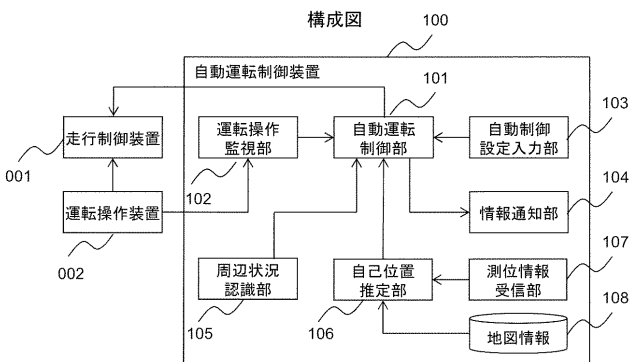 構成図
100
自動運転制御装置
101
走行制御装置
001
運転操作
監視部
102
自動運転
制御部
自動制御
設定入力部
103
運転操作装置
002
情報通知部
104
周辺状況
認識部
105
自己位置
推定部
106
測位情報
受信部
107
地図情報
108